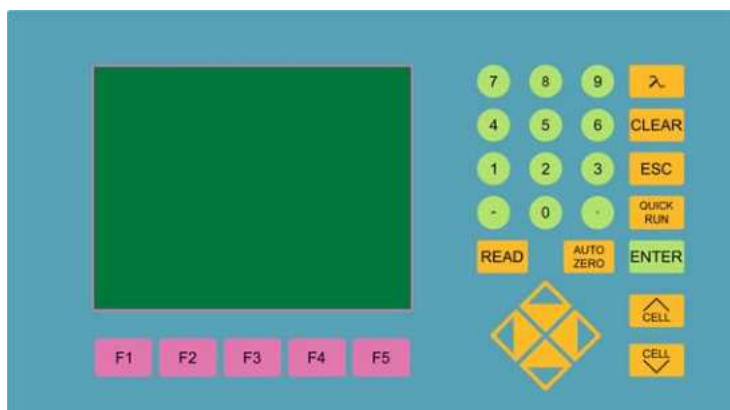 7 8 9 λ
4 5 6 CLEAR
1 2 3 ESC
- 0 . QUICK
RUN
READ AUTO
ZERO ENTER
CELL
F1 F2 F3 F4 F5 CELL